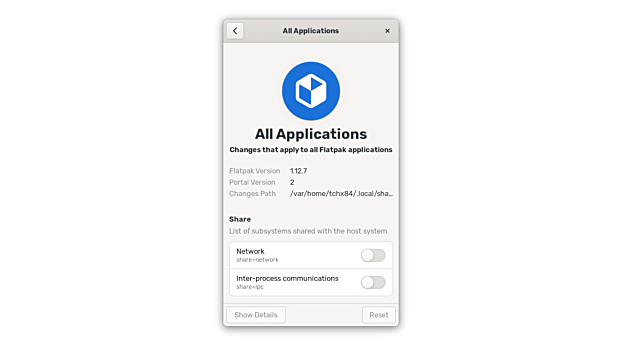 All Applications
All Applications
Changes that apply to all Flatpak applications
Flatpak Version 1.12.7
Portal Version 2
Changes Path /var/home/tchx84/.local/sha...
Share
List of subsystems shared with the host system
Network
share=network
Inter-process communications
share=ipc
Show Details Reset